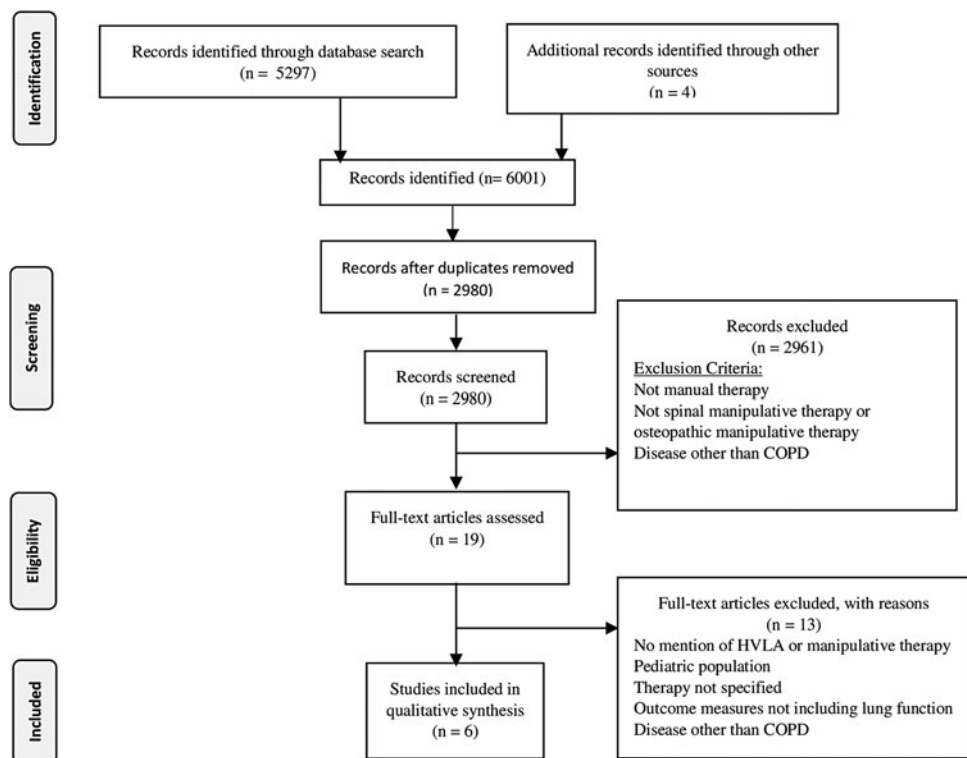 Identification
Records identified through database search
(n = 5297)
Additional records identified through other
sources
(n = 4)
Records identified (n= 6001)
Screening
Records after duplicates removed
(n = 2980)
Records screened
(n = 2980)
Records excluded
(n = 2961)
Exclusion Criteria:
Not manual therapy
Not spinal manipulative therapy or
osteopathic manipulative therapy
Disease other than COPD
Eligibility
Full-text articles assessed
(n = 19)
Full-text articles excluded, with reasons
(n = 13)
No mention of HVLA or manipulative therapy
Pediatric population
Therapy not specified
Outcome measures not including lung function
Disease other than COPD
Included
Studies included in
qualitative synthesis
(n = 6)